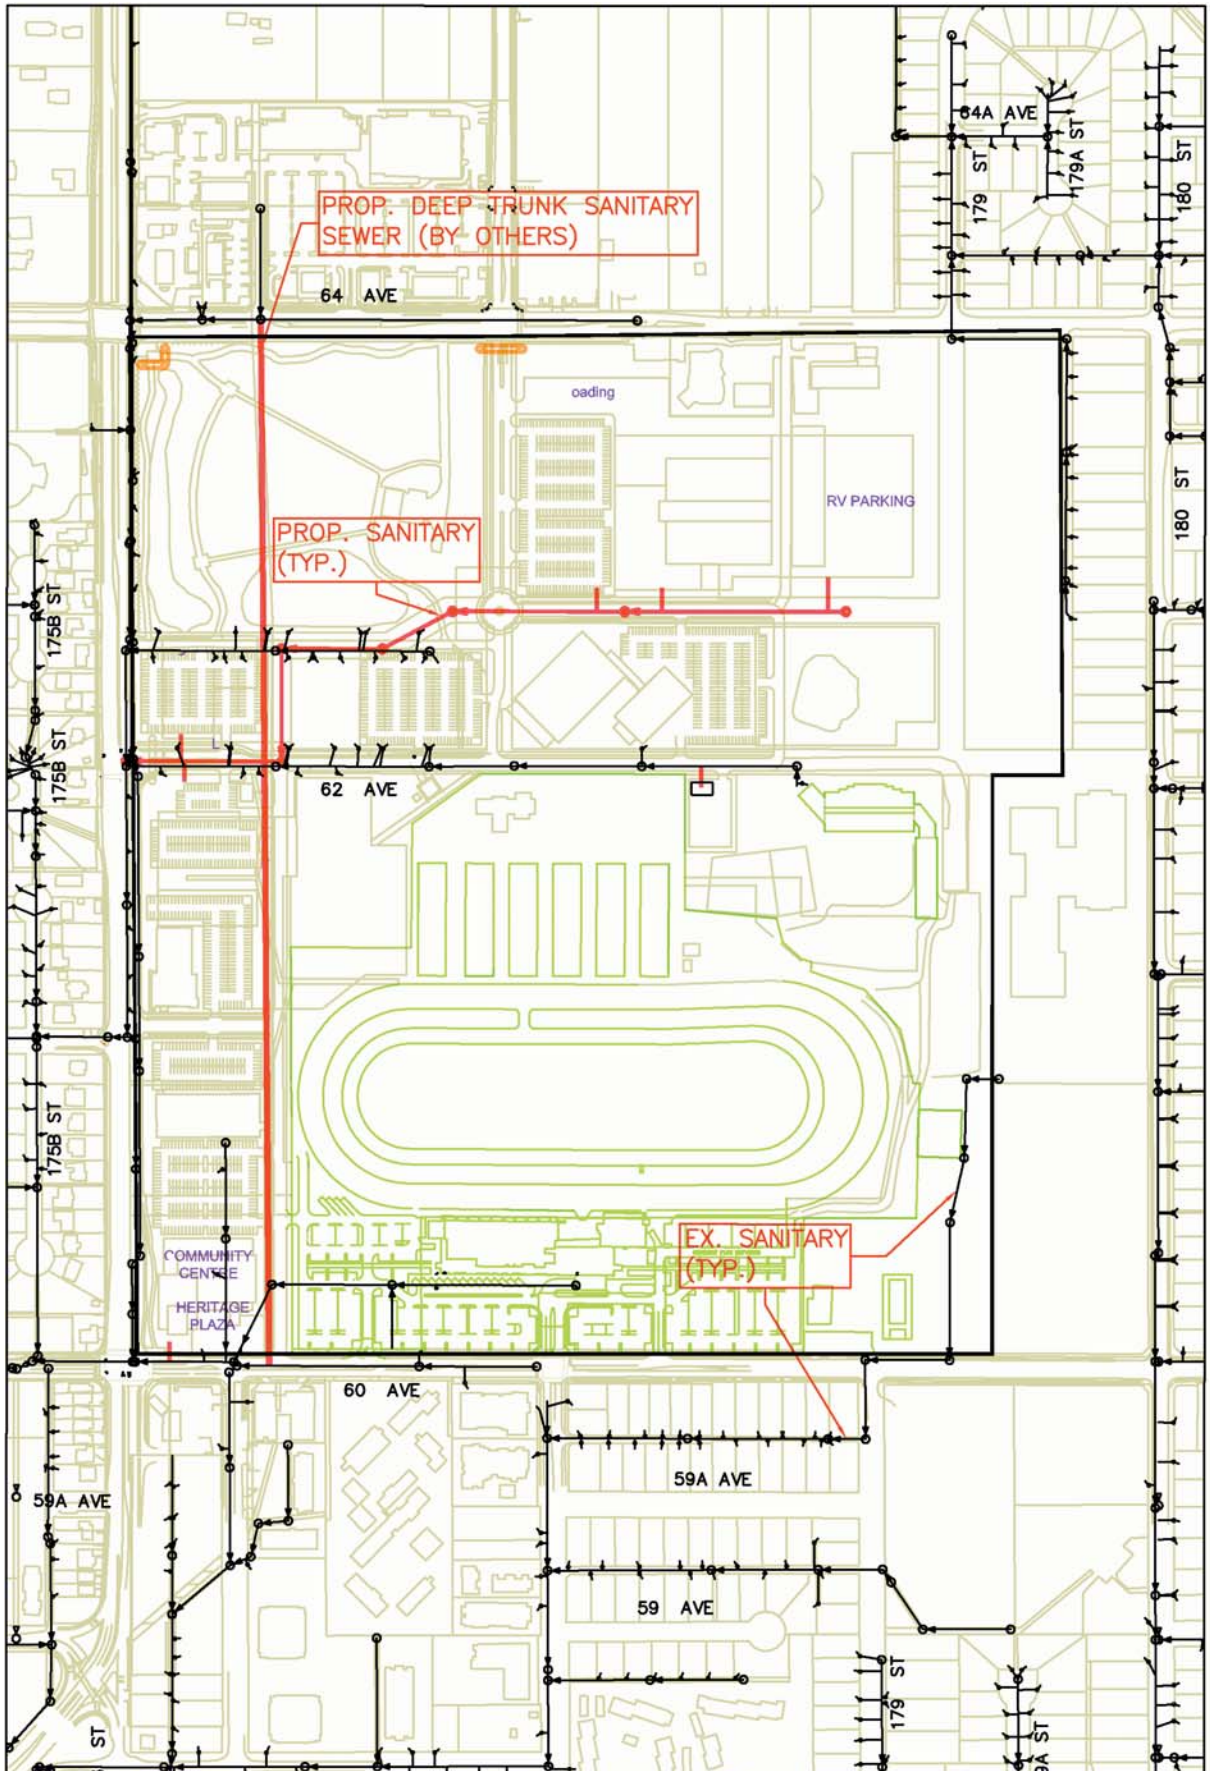 64A AVE
179 ST
179A ST
180 ST
PROP. DEEP TRUNK SANITARY
SEWER (BY OTHERS)
64 AVE
oading
180 ST
RV PARKING
PROP. SANITARY
(TYP.)
175B ST
175B ST
L
62 AVE
175B ST
EX. SANITARY
(TYP.)
COMMUNITY
CENTRE
HERITAGE
PLAZA
60 AVE
59A AVE
59A AVE
59 AVE
179 ST
ST
9A ST